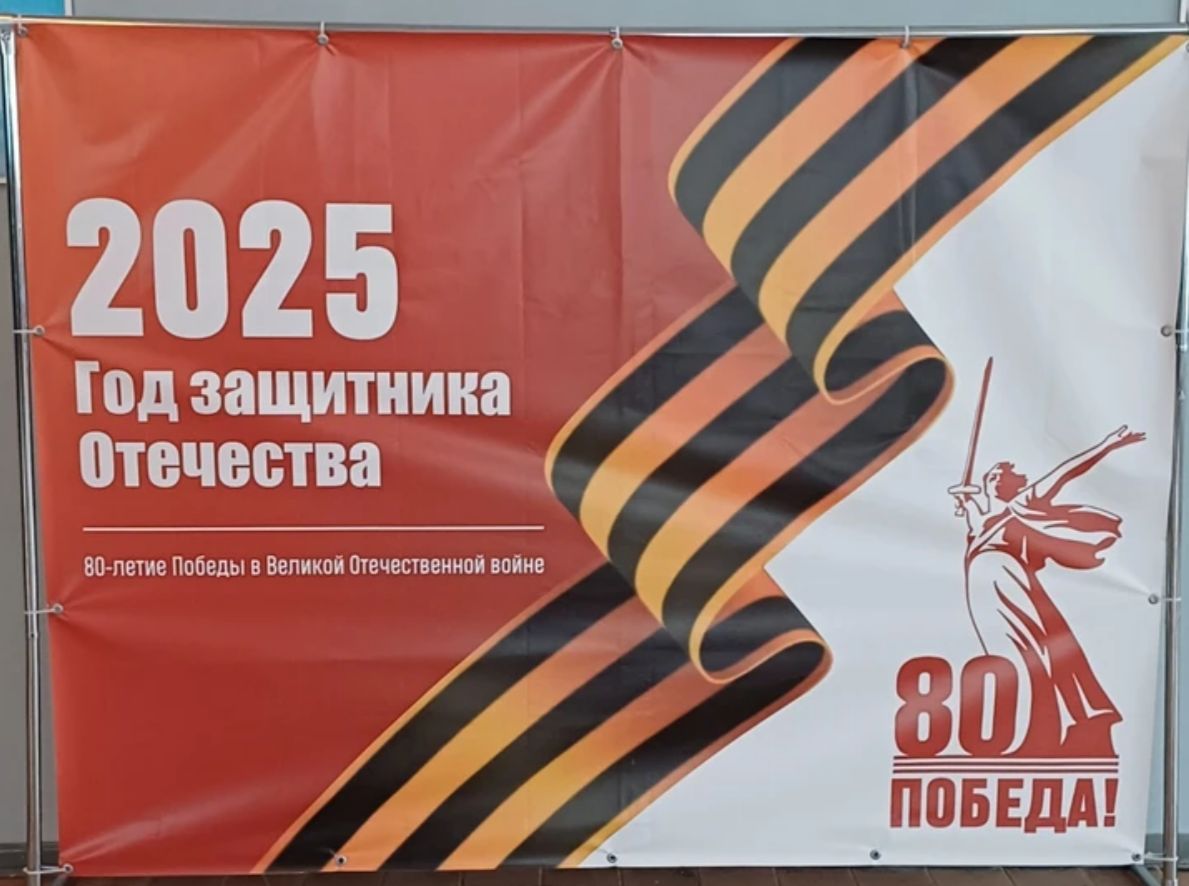 2025
Год защитника
Отечества
80-летие Победы в Великой Отечественной войне
80
ПОБЕДА!